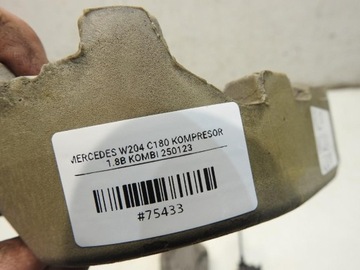 MERCEDES W204 C180 KOMPRESOR
1.8B KOMBI 250123
#75433